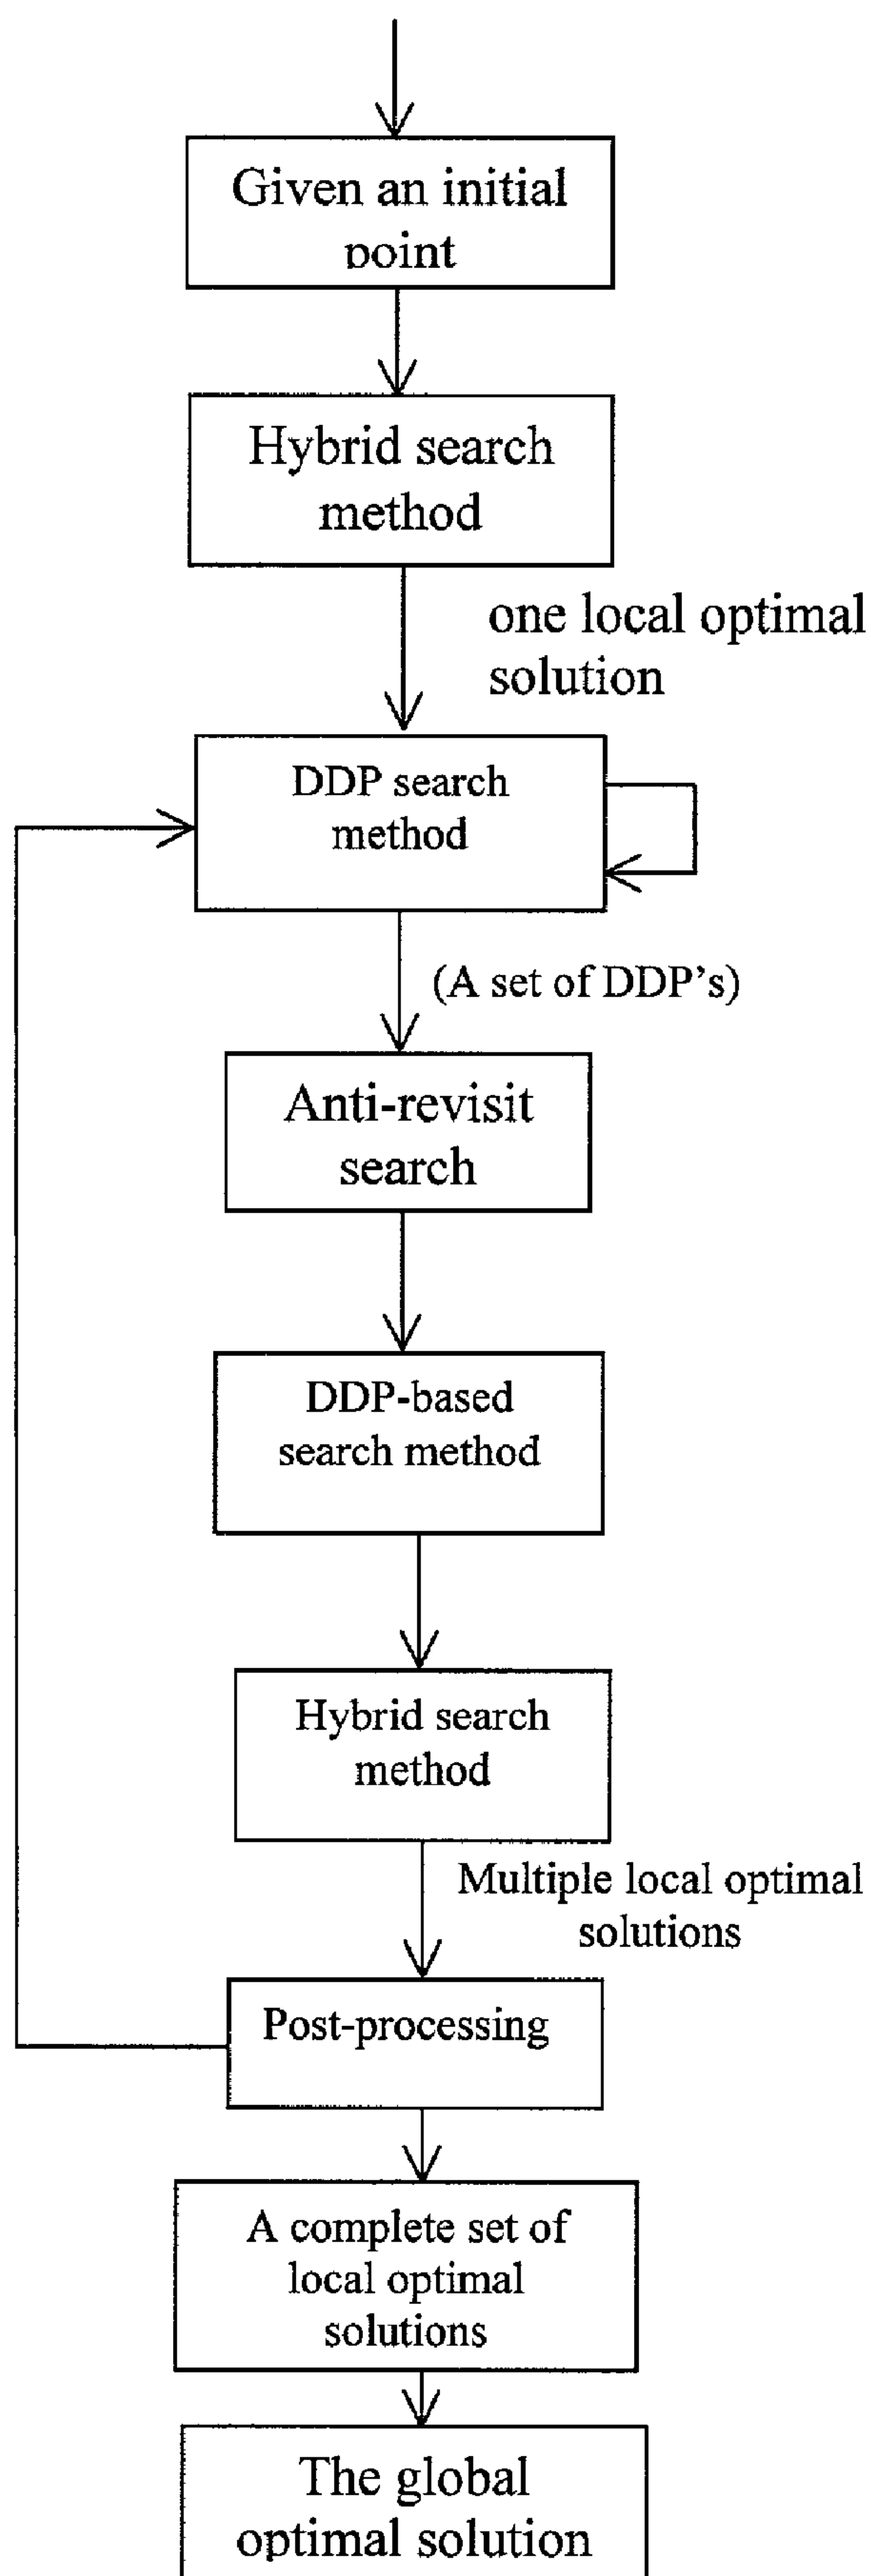 Given an initial
point
Hybrid search
method
one local optimal
solution
DDP search
method
(A set of DDP's)
Anti-revisit
search
DDP-based
search method
Hybrid search
method
Multiple local optimal
solutions
Post-processing
A complete set of
local optimal
solutions
The global
optimal solution